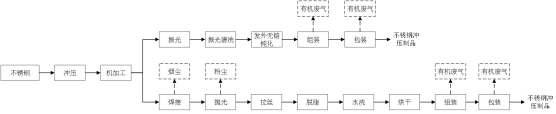 有机废气
有机废气
振光
振光清洗
发外无铬
钝化
组装
包装
不锈钢冲
压制品
不锈钢
冲压
机加工
烟尘
粉尘
有机废气
有机废气
焊接
抛光
拉丝
脱脂
水洗
烘干
组装
包装
不锈钢冲
压制品